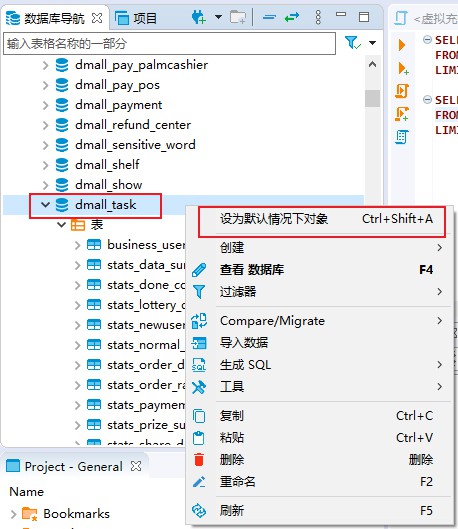 数据库导航
项目
<虚拟充
输入表格名称的一部分
SEL
FROM
LIMI
SEL
FROM
LIMI
dmall_pay_palmcashier
dmall_pay_pos
dmall_payment
dmall_refund_center
dmall_sensitive_word
dmall_shelf
dmall_show
dmall_task
表
business_user
stats_data_sur
stats_done_co
stats_lottery_c
stats_newuser
stats_normal_
stats_order_d
stats_order_ra
stats_paymen
stats_prize_su
stats_share_d
设为默认情况下对象 Ctrl+Shift+A
创建
查看 数据库 F4
过滤器
Compare/Migrate
导入数据
生成 SQL
工具
复制 Ctrl+C
粘贴 Ctrl+V
删除 删除
重命名 F2
刷新 F5
Project - General
Name
Bookmarks